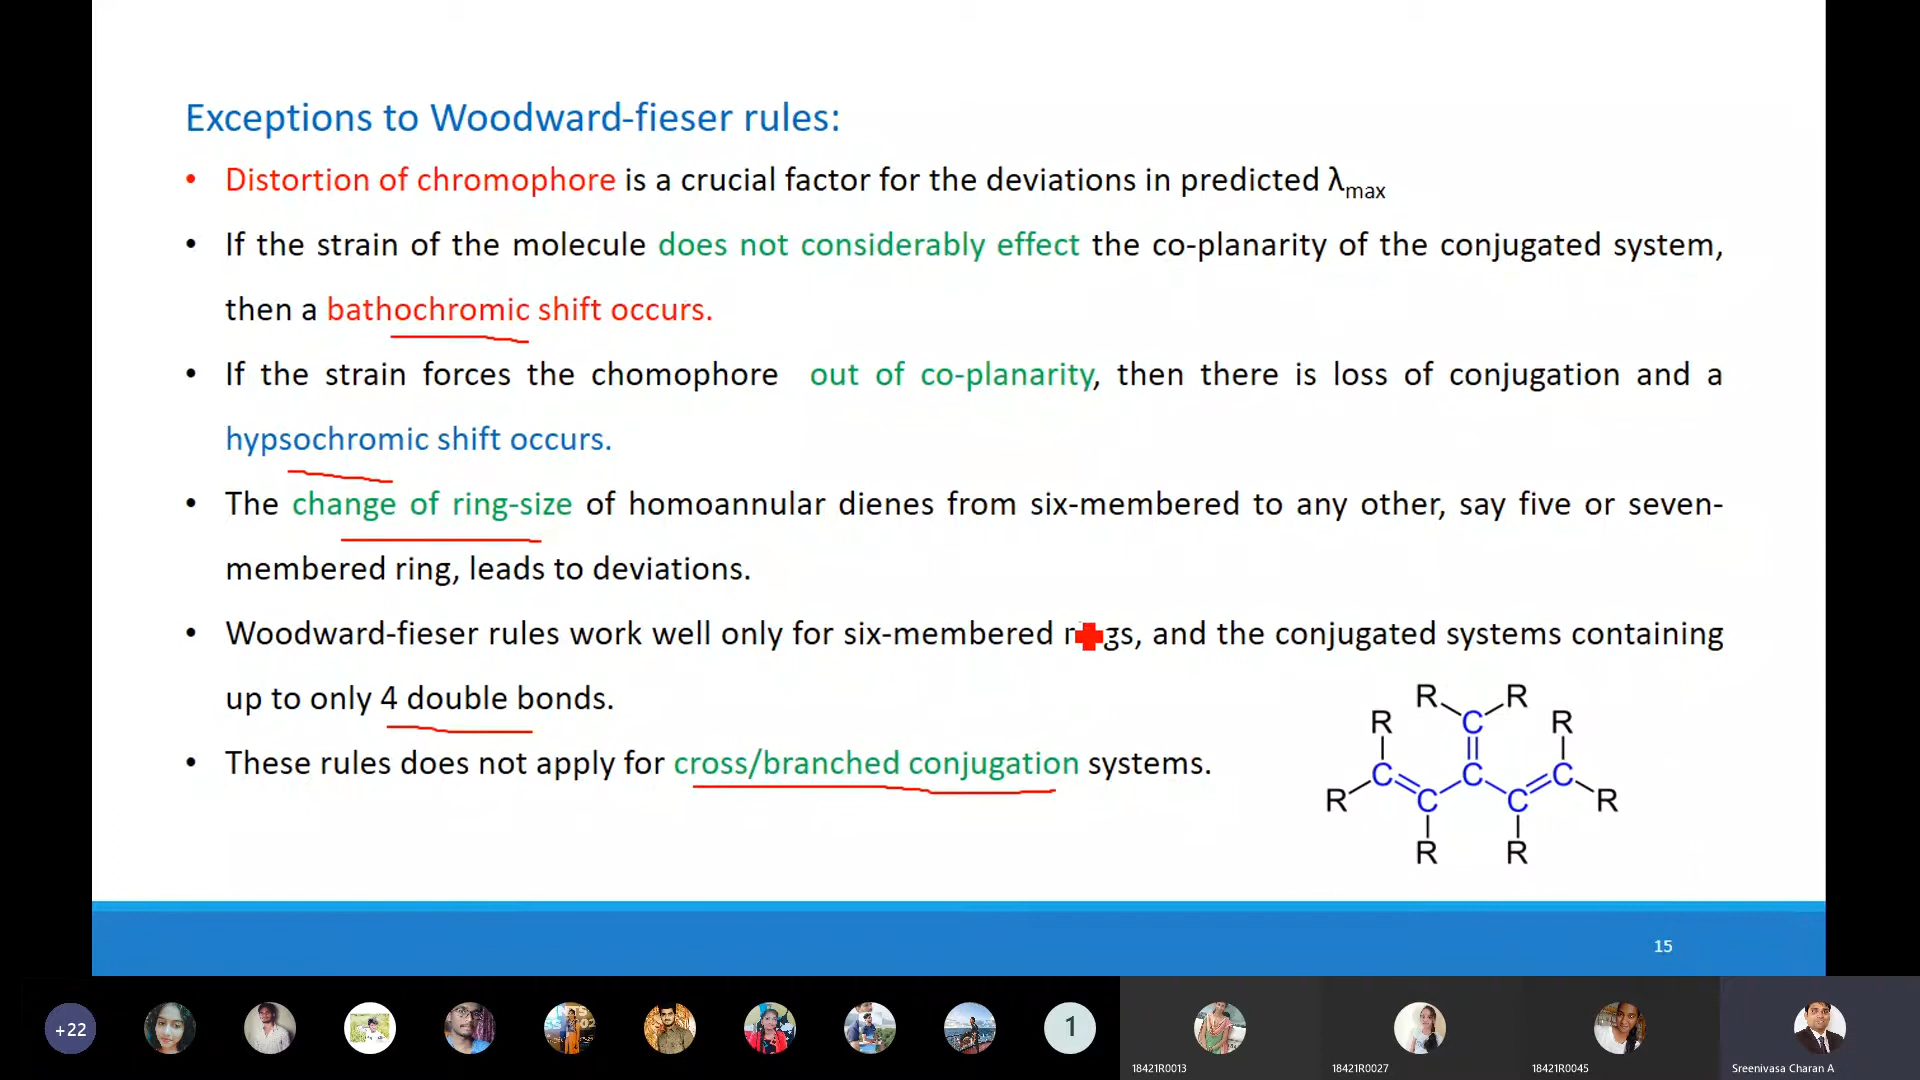 Exceptions to Woodward-fieser rules:
• Distortion of chromophore is a crucial factor for the deviations in predicted λmax
• If the strain of the molecule does not considerably effect the co-planarity of the conjugated system,
then a bathochromic shift occurs.
• If the strain forces the chomophore out of co-planarity, then there is loss of conjugation and a
hypsochromic shift occurs.
• The change of ring-size of homoannular dienes from six-membered to any other, say five or seven-
membered ring, leads to deviations.
• Woodward-fieser rules work well only for six-membered rings, and the conjugated systems containing
up to only 4 double bonds.
• These rules does not apply for cross/branched conjugation systems.
R R
R C R
C C C
R C C R
R R
15
+22
1
18421R0013
18421R0027
18421R0045
Sreenivasa Charan A